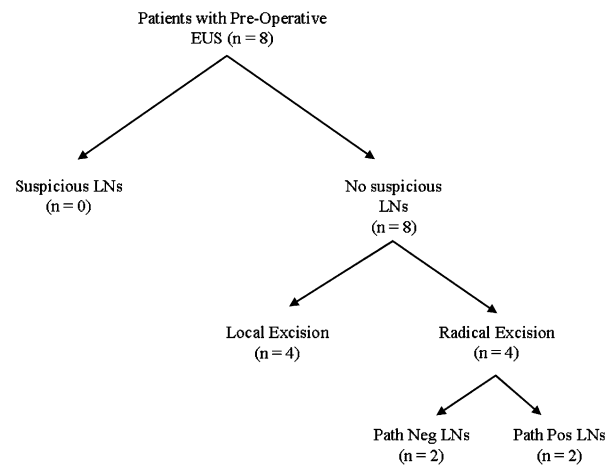 Patients with Pre-Operative
EUS (n = 8)
Suspicious LNs
(n = 0)
No suspicious
LNs
(n = 8)
Local Excision
(n = 4)
Radical Excision
(n = 4)
Path Neg LNs
(n = 2)
Path Pos LNs
(n = 2)